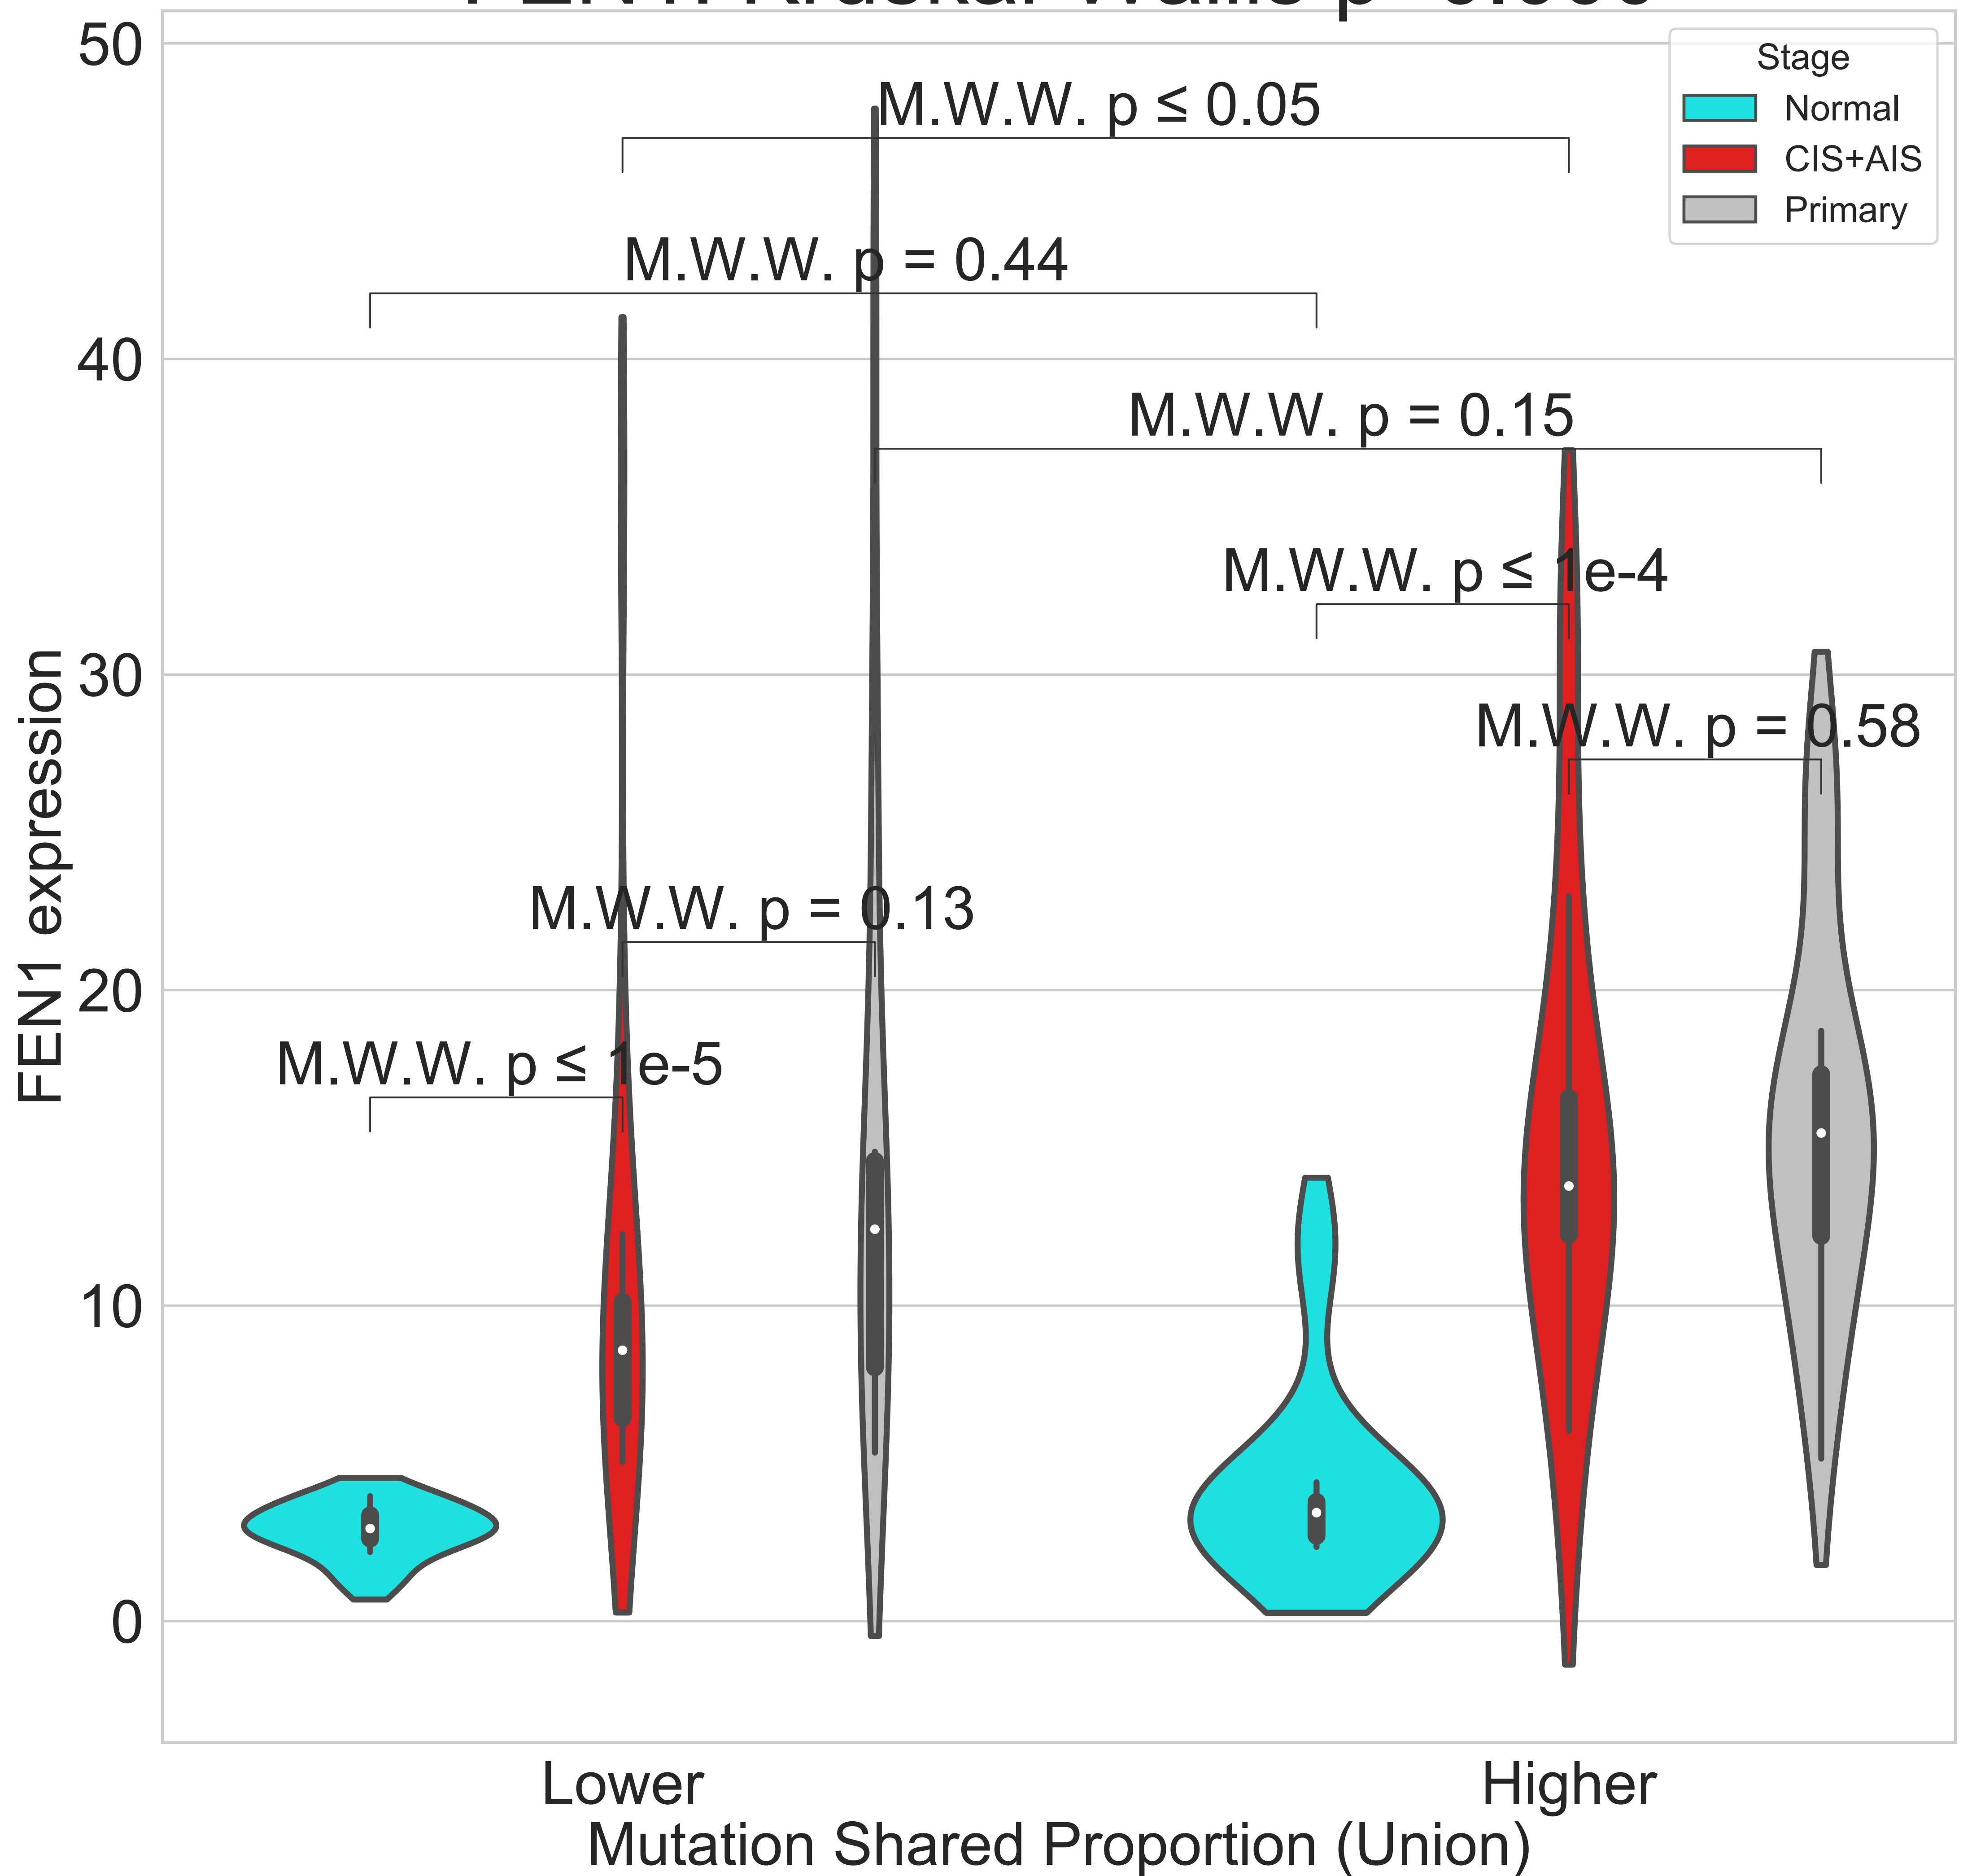 50
Stage
Normal
CIS+AIS
Primary
M.W.W. p ≤ 0.05
M.W.W. p = 0.44
40
M.W.W. p = 0.15
M.W.W. p ≤ 1e-4
30
M.W.W. p = 0.58
FEN1 expression
M.W.W. p = 0.13
20
M.W.W. p ≤ 1e-5
10
0
Lower
Higher
Mutation Shared Proportion (Union)